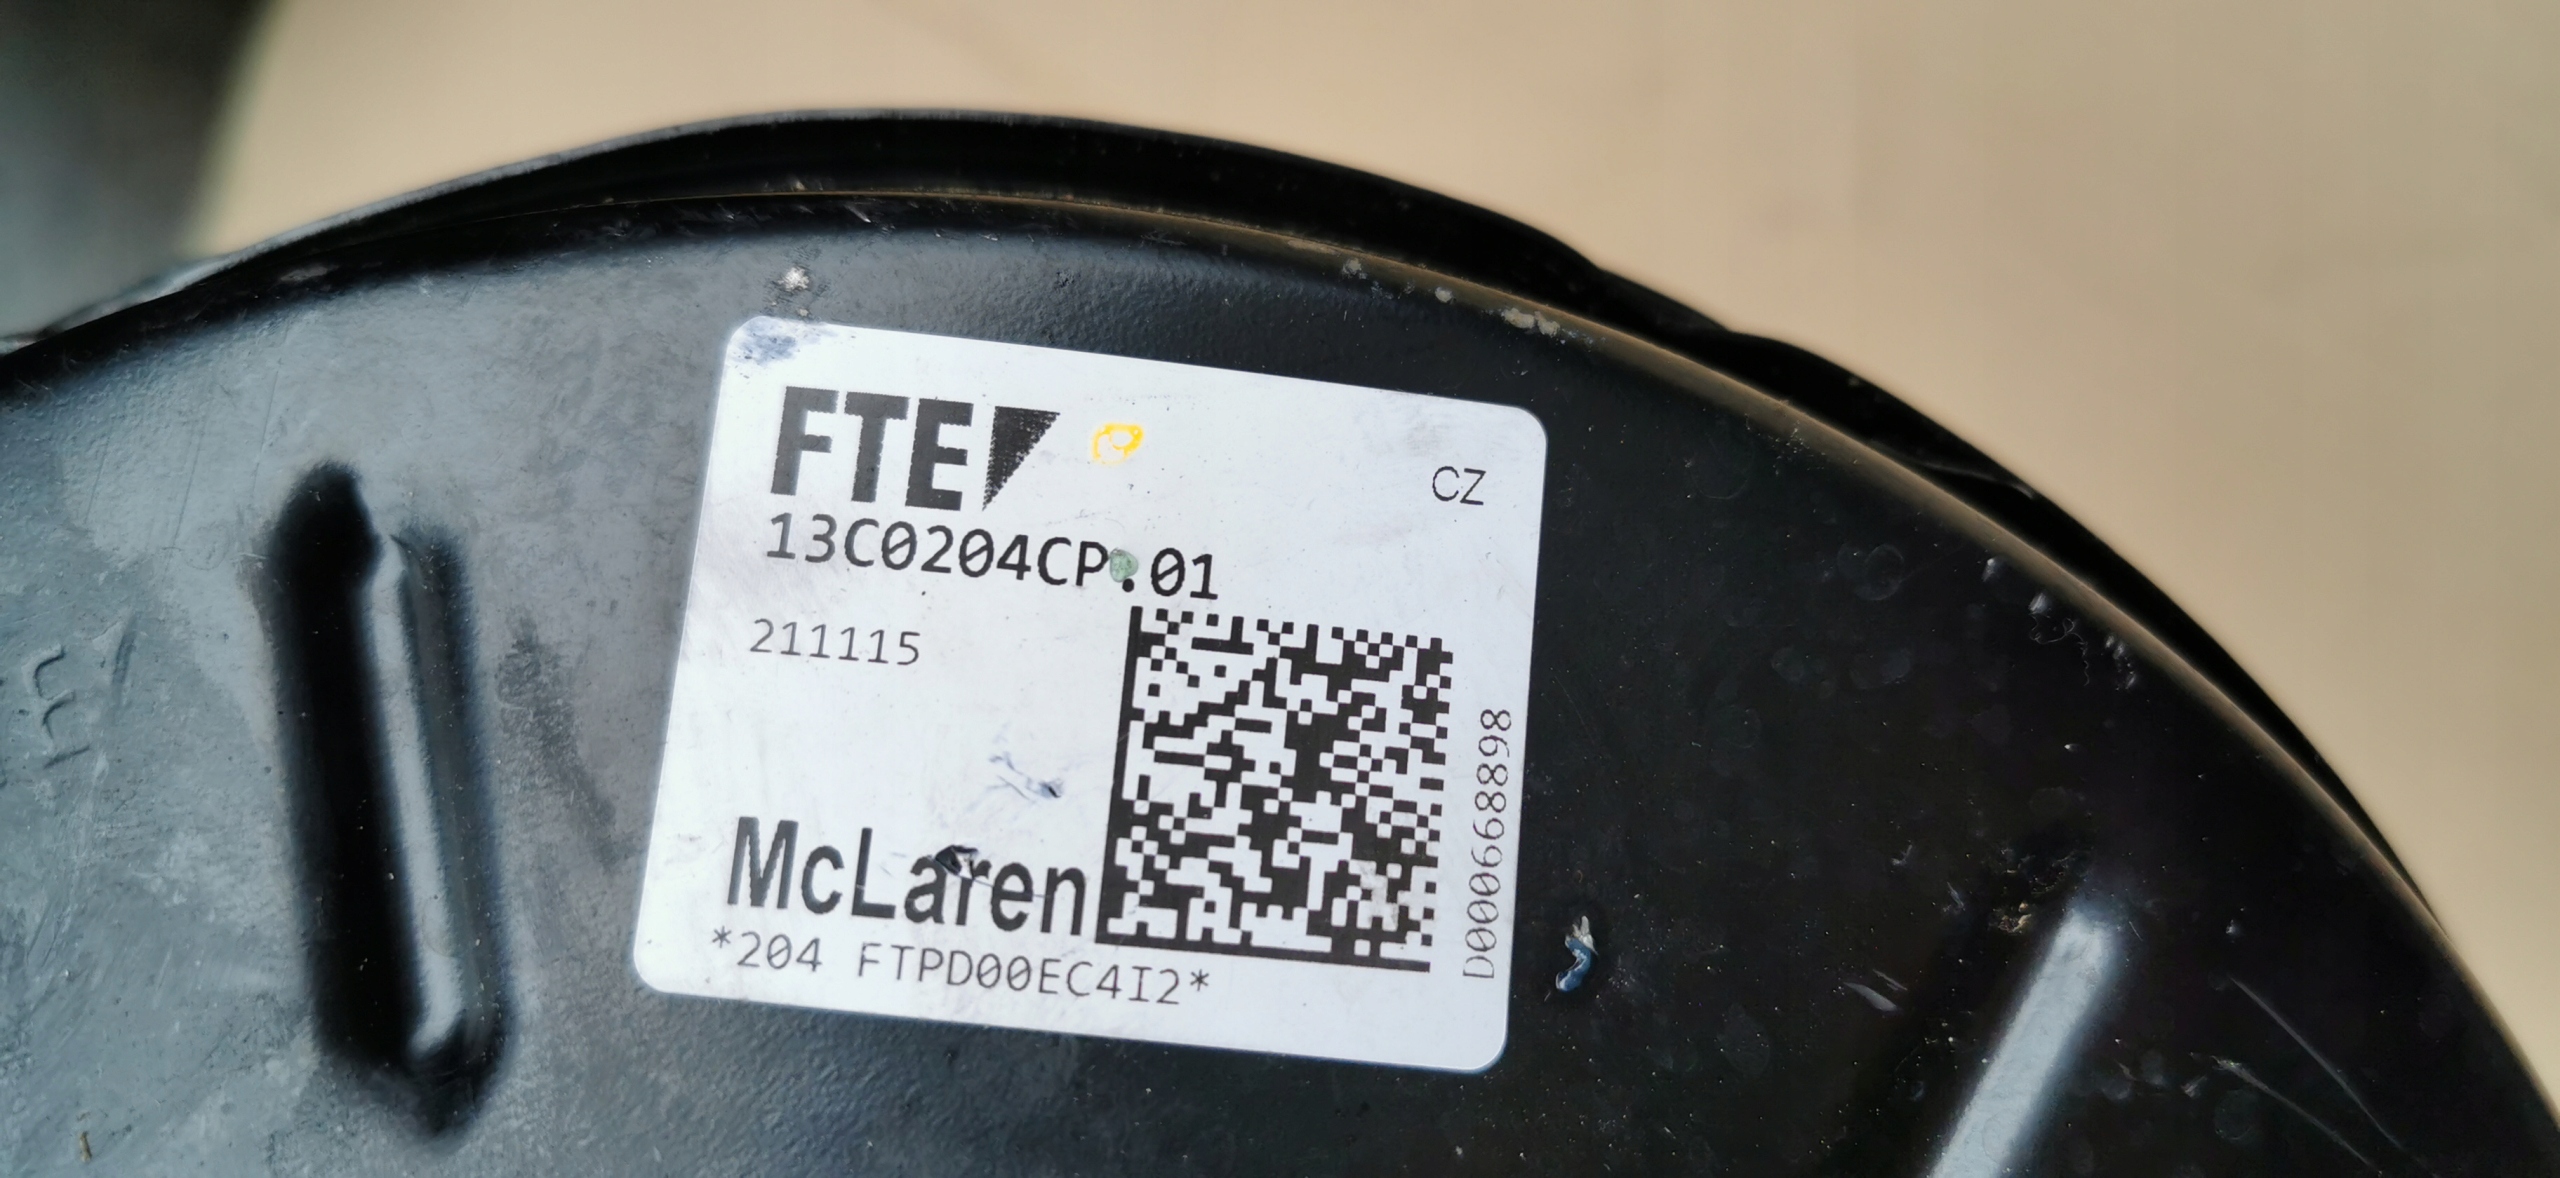 FTE
CZ
13C0204CP.01
211115
D000668898
McLaren
*204 FTPD00EC4I2*